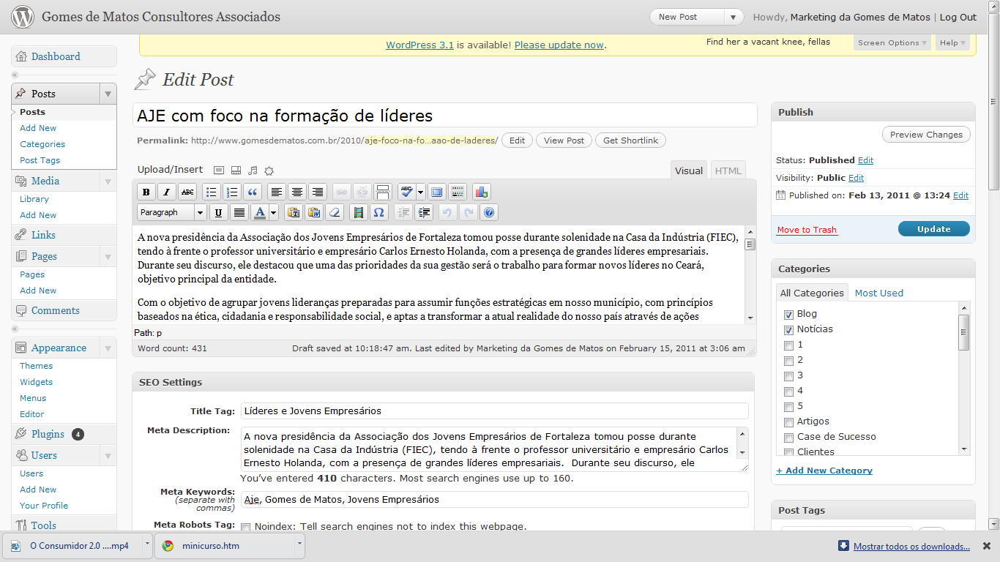 Gomes de Matos Consultores Associados
New Post
Howdy, Marketing da Gomes de Matos | Log Out
WordPress 3.1 is available! Please update now.
Find her a vacant knee, fellas
Screen Options
Help
Dashboard
Posts
Posts
Add New
Categories
Post Tags
Media
Library
Add New
Links
Pages
Pages
Add New
Comments
Appearance
Themes
Widgets
Menus
Editor
Plugins 4
Users
Users
Add New
Your Profile
Tools
Edit Post
AJE com foco na formação de líderes
Permalink: http://www.gomesdematos.com.br/2010/aje-foco-na-fo…aao-de-laderes/ Edit View Post Get Shortlink
Upload/Insert
Visual HTML
B I ABC ABC
Paragraph U A
A nova presidência da Associação dos Jovens Empresários de Fortaleza tomou posse durante solenidade na Casa da Indústria (FIEC),
tendo à frente o professor universitário e empresário Carlos Ernesto Holanda, com a presença de grandes líderes empresariais.
Durante seu discurso, ele destacou que uma das prioridades da sua gestão será o trabalho para formar novos líderes no Ceará,
objetivo principal da entidade.
Com o objetivo de agrupar jovens lideranças preparadas para assumir funções estratégicas em nosso município, com princípios
baseados na ética, cidadania e responsabilidade social, e aptas a transformar a atual realidade do nosso país através de ações
Path: p
Word count: 431
Draft saved at 10:18:47 am. Last edited by Marketing da Gomes de Matos on February 15, 2011 at 3:06 am
SEO Settings
Title Tag: Líderes e Jovens Empresários
Meta Description:
A nova presidência da Associação dos Jovens Empresários de Fortaleza tomou posse durante
solenidade na Casa da Indústria (FIEC), tendo à frente o professor universitário e empresário Carlos
Ernesto Holanda, com a presença de grandes líderes empresariais.  Durante seu discurso, ele
You’ve entered 410 characters. Most search engines use up to 160.
Meta Keywords:
(separate with
commas)
Aje, Gomes de Matos, Jovens Empresários
Meta Robots Tag: Noindex: Tell search engines not to index this webpage.
Publish
Preview Changes
Status: Published Edit
Visibility: Public Edit
Published on: Feb 13, 2011 @ 13:24 Edit
Move to Trash
Update
Categories
All Categories Most Used
Blog
Notícias
1
2
3
4
5
Artigos
Case de Sucesso
Clientes
+ Add New Category
Post Tags
O Consumidor 2.0 ....mp4
minicurso.htm
Mostrar todos os downloads...